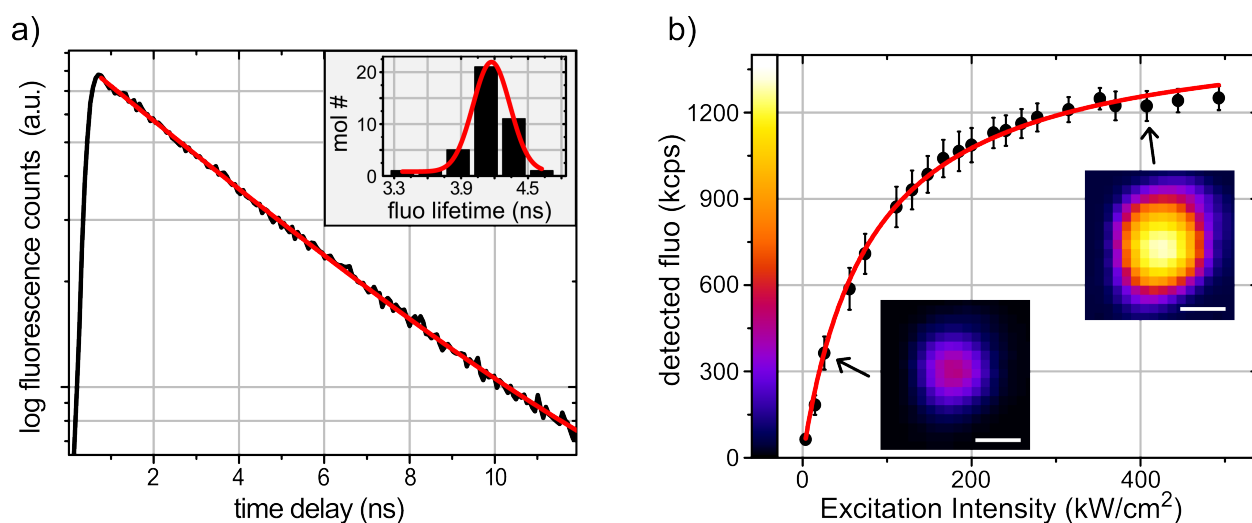 a)
log fluorescence counts (a.u.)
2
4
6
8
10
time delay (ns)
20
10
0
mol #
3.3
3.9
4.5
fluo lifetime (ns)
b)
detected fluo (kcps)
1200
900
600
300
0
0
200
400
Excitation Intensity (kW/cm²)